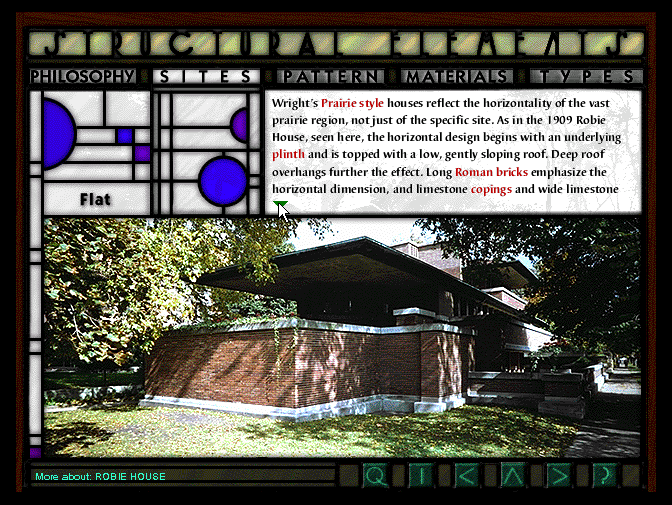 STRUCTURAL ELEMENTS
PHILOSOPHY SITES PATTERN MATERIALS TYPES
Wright's Prairie style houses reflect the horizontality of the vast
prairie region, not just of the specific site. As in the 1909 Robie
House, seen here, the horizontal design begins with an underlying
plinth and is topped with a low, gently sloping roof. Deep roof
overhangs further the effect. Long Roman bricks emphasize the
horizontal dimension, and limestone copings and wide limestone
Flat
More about: ROBIE HOUSE
Q I < Λ > ?